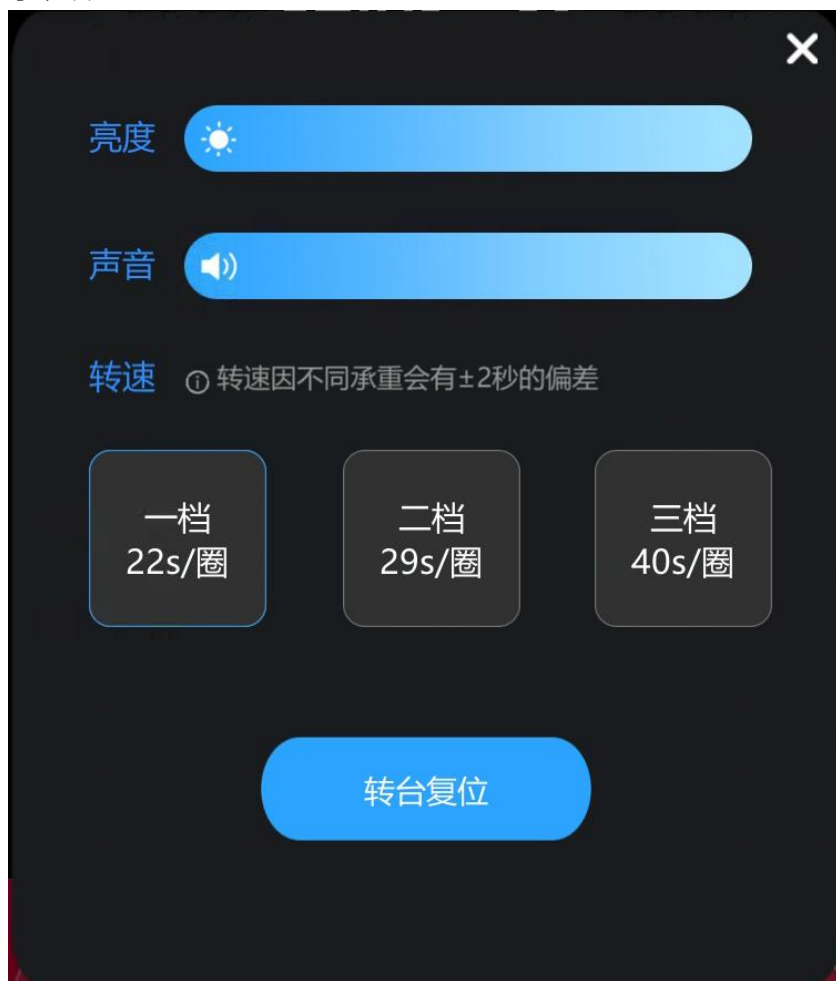 亮度
声音
转速 转速因不同承重会有±2秒的偏差
一档 二档 三档
22s/圈 29s/圈 40s/圈
转台复位